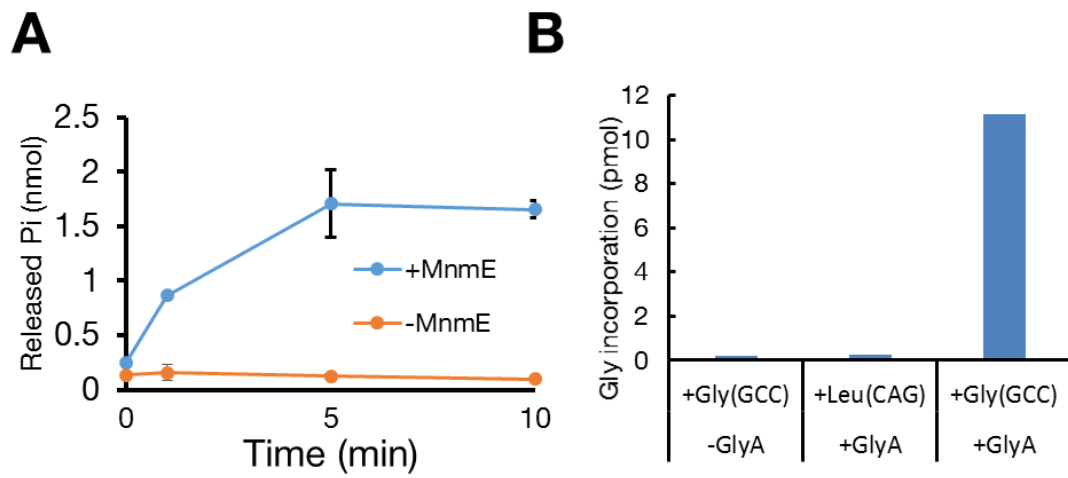 A
B
Released Pi (nmol)
2.5
2
1.5
1
0.5
0
0
5
10
Time (min)
+MnmE
-MnmE
Gly incorporation (pmol)
12
10
8
6
4
2
0
+Gly(GCC)
+Leu(CAG)
+Gly(GCC)
-GlyA
+GlyA
+GlyA